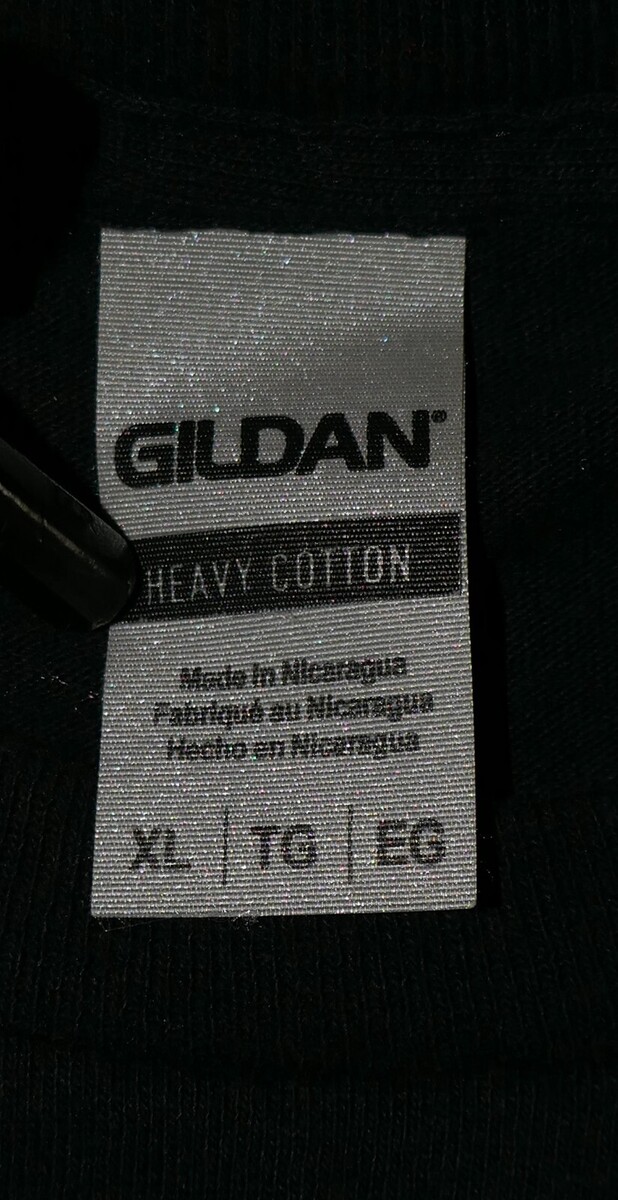 GILDAN®
HEAVY COTTON
Made in Nicaragua
Fabriqué au Nicaragua
Hecho en Nicaragua
XL | TG | EG